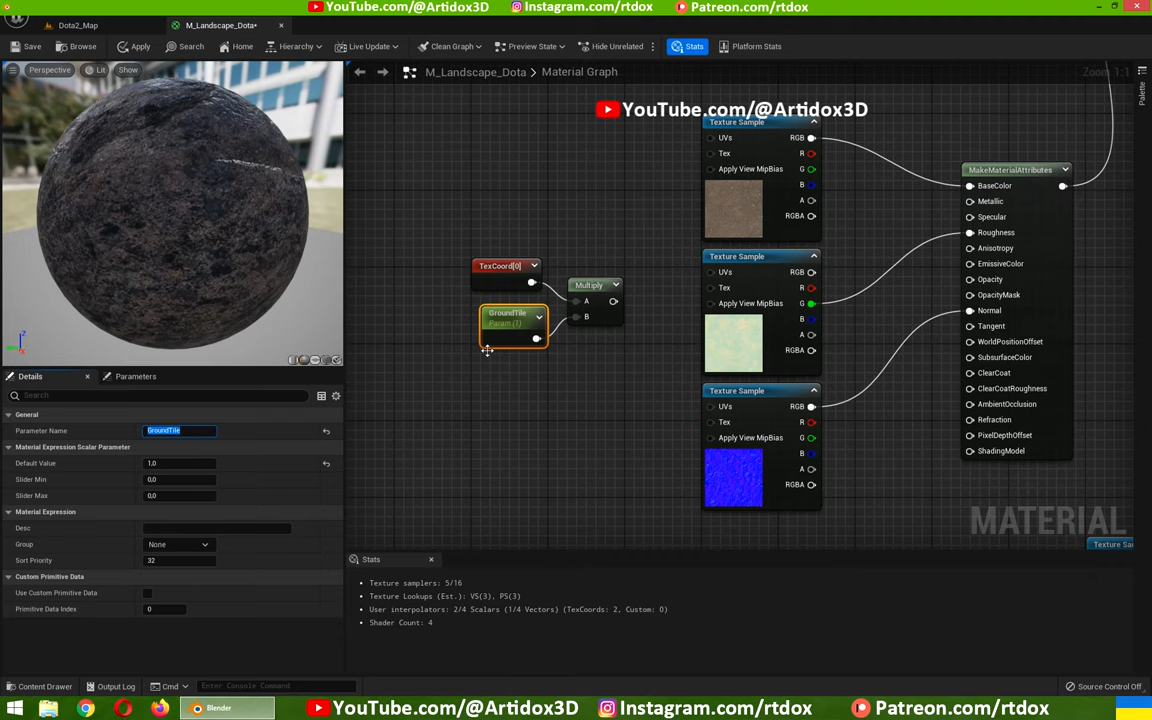 YouTube.com/@Artidox3D Instagram.com/rtdox Patreon.com/rtdox
Dota2_Map M_Landscape_Dota*
Save Browse Apply Search Home Hierarchy Live Update Clean Graph Preview State Hide Unrelated Stats Platform Stats
Perspective Lit Show
M_Landscape_Dota Material Graph
Zoom 1:1
Palette
YouTube.com/@Artidox3D
Texture Sample
UVs RGB
Tex R
Apply View MipBias G
B
A
RGBA
MakeMaterialAttributes
BaseColor
Metallic
Specular
Roughness
Anisotropy
EmissiveColor
Opacity
OpacityMask
Normal
Tangent
WorldPositionOffset
SubsurfaceColor
ClearCoat
ClearCoatRoughness
AmbientOcclusion
Refraction
PixelDepthOffset
ShadingModel
TexCoord[0]
GroundTile
Param (1)
Multiply
A
B
Texture Sample
UVs RGB
Tex R
Apply View MipBias G
B
A
RGBA
Texture Sample
UVs RGB
Tex R
Apply View MipBias G
B
A
RGBA
MATERIAL
Texture Sa
Details Parameters
Search
General
Parameter Name GroundTile
Material Expression Scalar Parameter
Default Value 1,0
Slider Min 0,0
Slider Max 0,0
Material Expression
Desc
Group None
Sort Priority 32
Custom Primitive Data
Use Custom Primitive Data
Primitive Data Index 0
Stats
Texture samplers: 5/16
Texture Lookups (Est.): VS(3), PS(3)
User interpolators: 2/4 Scalars (1/4 Vectors) (TexCoords: 2, Custom: 0)
Shader Count: 4
Content Drawer Output Log Cmd Enter Console Command Source Control Off
Blender YouTube.com/@Artidox3D Instagram.com/rtdox Patreon.com/rtdox